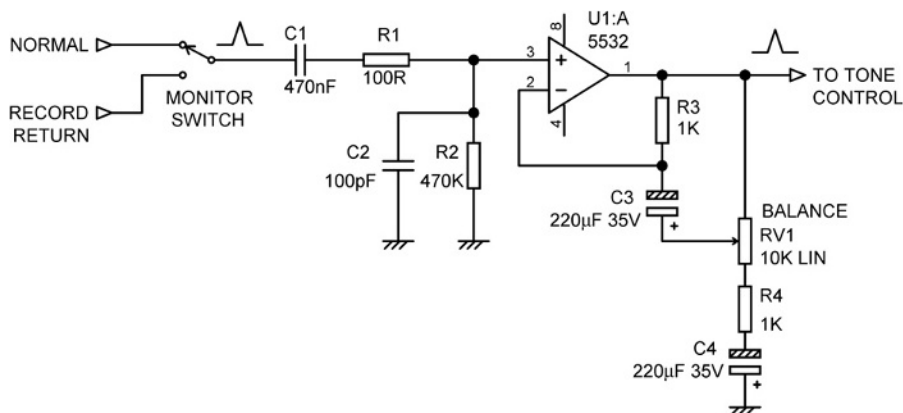 NORMAL
RECORD
RETURN
MONITOR
SWITCH
C1
470nF
R1
100R
C2
100pF
R2
470K
3
2
8
4
1
U1:A
5532
R3
1K
C3
220µF 35V
+
TO TONE
CONTROL
BALANCE
RV1
10K LIN
R4
1K
C4
220µF 35V
+